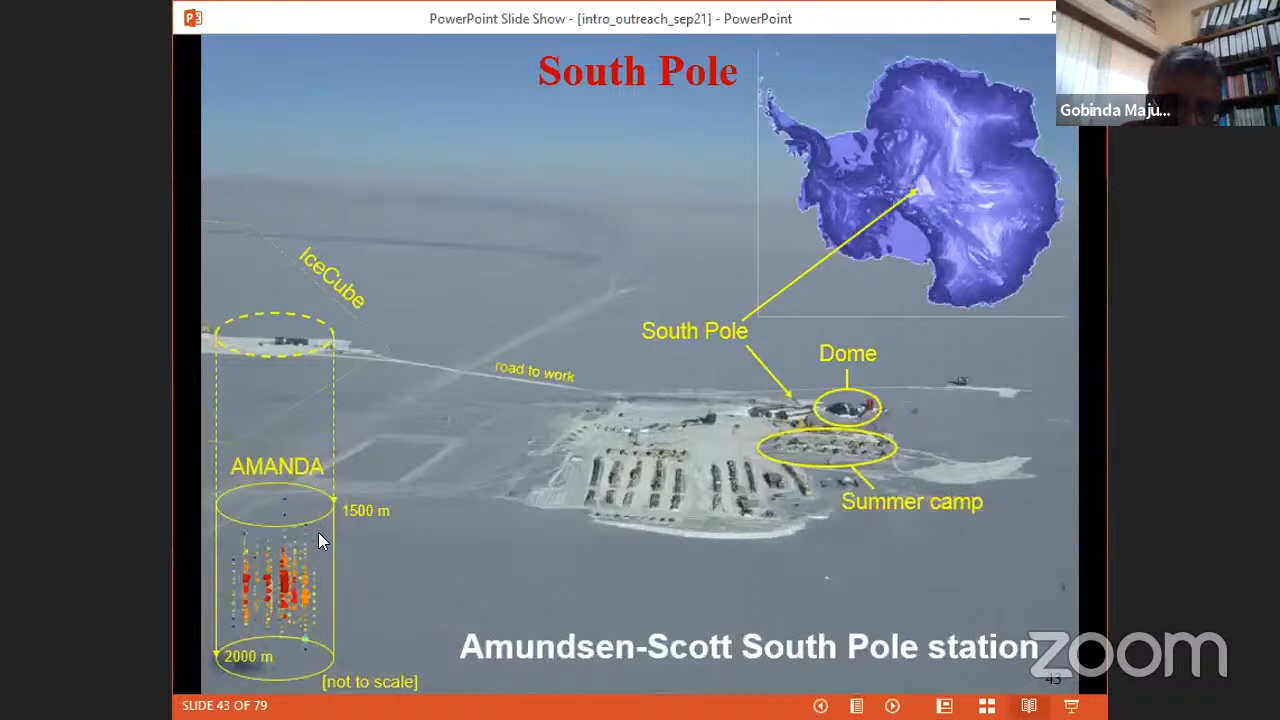 PowerPoint Slide Show - [intro_outreach_sep21] - PowerPoint
Gobinda Maju...
South Pole
IceCube
South Pole
Dome
road to work
AMANDA
1500 m
Summer camp
Amundsen-Scott South Pole station
2000 m
[not to scale]
zoom
43
SLIDE 43 OF 79